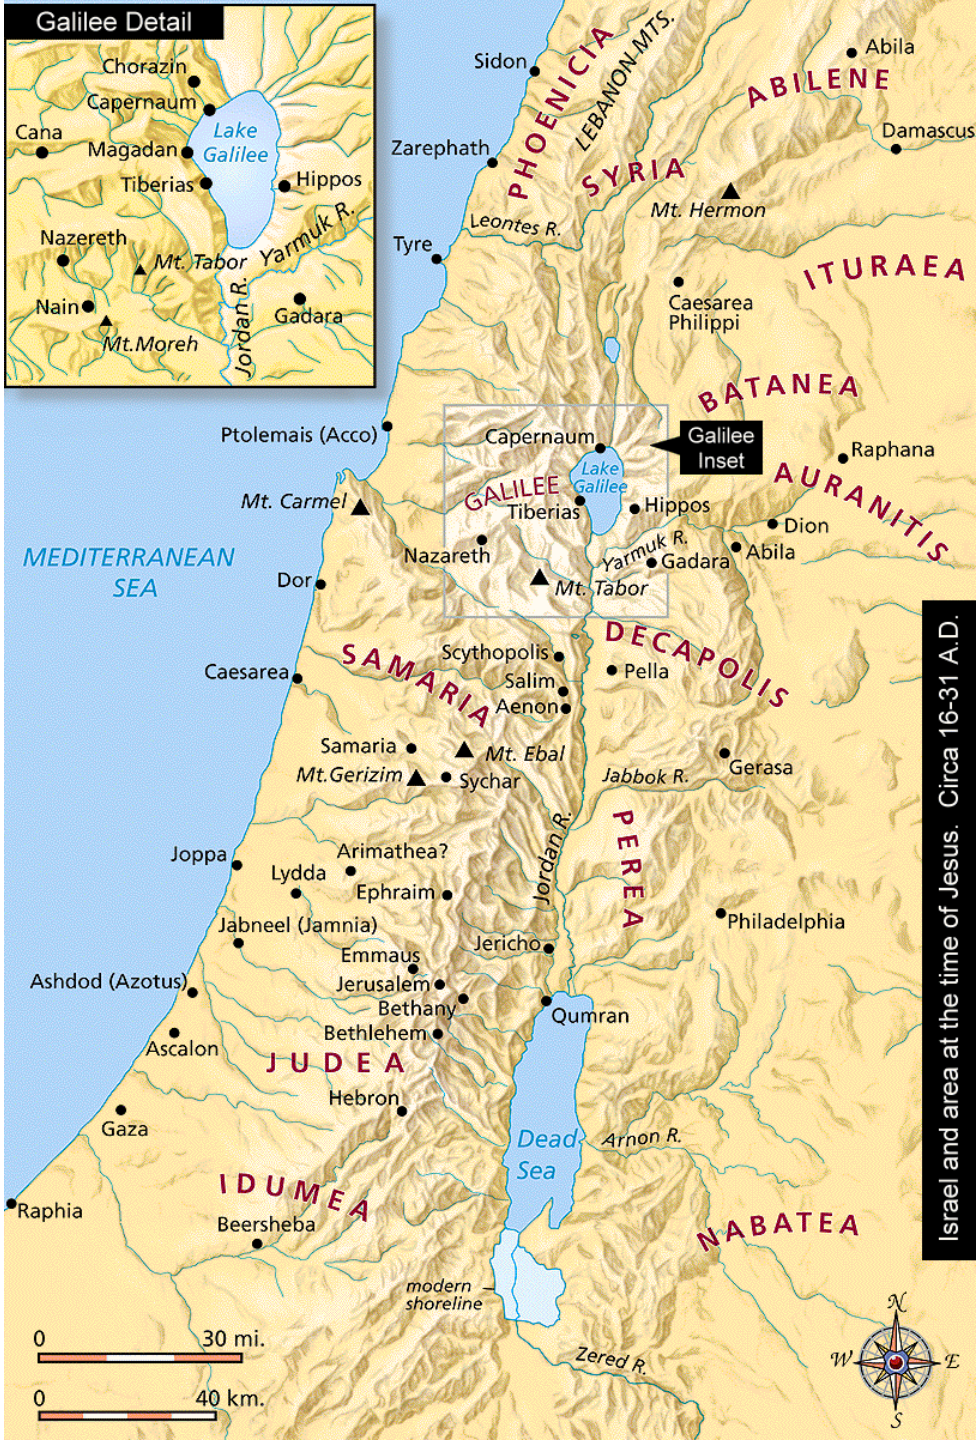 Galilee Detail
Chorazin
Capernaum
Cana
Lake
Galilee
Magadan
Tiberias
Hippos
Nazereth
Yarmuk R.
Mt. Tabor
Nain
Jordan R.
Gadara
Mt.Moreh
Sidon
PHOENICIA
LEBANON MTS.
Abila
ABILENE
Damascus
Zarephath
SYRIA
Mt. Hermon
Leontes R.
Tyre
ITURAEA
Caesarea
Philippi
BATANEA
Ptolemais (Acco)
Capernaum
Galilee
Inset
Raphana
Lake
Galilee
AURANITIS
GALILEE
Mt. Carmel
Tiberias
Hippos
Dion
Nazareth
Yarmuk R.
Gadara
Abila
MEDITERRANEAN
SEA
Dor
Mt. Tabor
DECAPOLIS
SAMARIA
Scythopolis
Caesarea
Salim
Pella
Aenon
Samaria
Mt. Ebal
Mt.Gerizim
Sychar
Gerasa
Jabbok R.
Jordan R.
PEREA
Joppa
Arimathea?
Lydda
Ephraim
Philadelphia
Jabneel (Jamnia)
Jericho
Emmaus
Ashdod (Azotus)
Jerusalem
Bethany
Qumran
Bethlehem
Ascalon
JUDEA
Hebron
Gaza
Dead
Sea
Arnon R.
IDUMEA
Raphia
Beersheba
NABATEA
modern
shoreline
Zered R.
0 30 mi.
0 40 km.
N
W E
S
Israel and area at the time of Jesus. Circa 16-31 A.D.